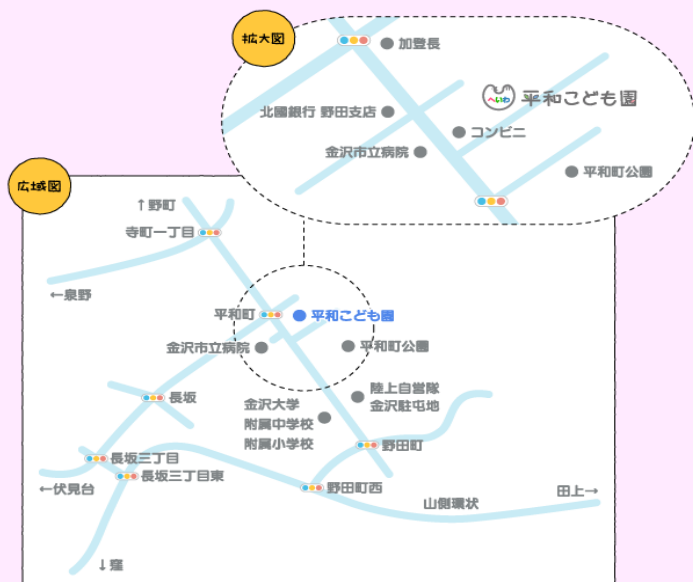 拡大図
加登長
へいわ
平和こども園
北國銀行 野田支店
コンビニ
金沢市立病院
平和町公園
広域図
↑野町
寺町一丁目
←泉野
平和町
平和こども園
金沢市立病院
平和町公園
長坂
金沢大学
附属中学校
附属小学校
陸上自営隊
金沢駐屯地
長坂三丁目
野田町
←伏見台
長坂三丁目東
野田町西
山側環状
田上→
↓窪